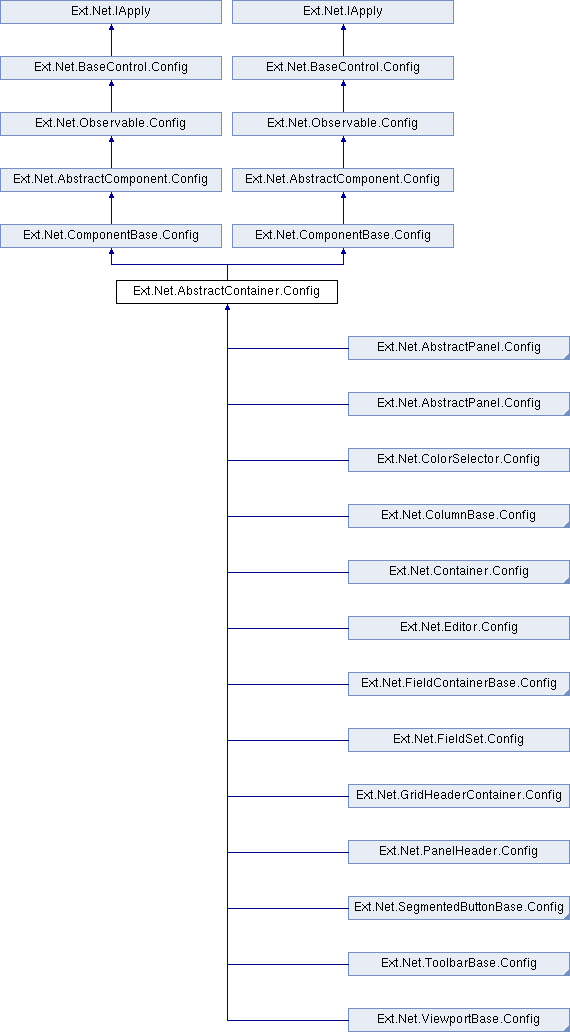 Ext.Net.IApply
Ext.Net.IApply
Ext.Net.BaseControl.Config
Ext.Net.BaseControl.Config
Ext.Net.Observable.Config
Ext.Net.Observable.Config
Ext.Net.AbstractComponent.Config
Ext.Net.AbstractComponent.Config
Ext.Net.ComponentBase.Config
Ext.Net.ComponentBase.Config
Ext.Net.AbstractContainer.Config
Ext.Net.AbstractPanel.Config
Ext.Net.AbstractPanel.Config
Ext.Net.ColorSelector.Config
Ext.Net.ColumnBase.Config
Ext.Net.Container.Config
Ext.Net.Editor.Config
Ext.Net.FieldContainerBase.Config
Ext.Net.FieldSet.Config
Ext.Net.GridHeaderContainer.Config
Ext.Net.PanelHeader.Config
Ext.Net.SegmentedButtonBase.Config
Ext.Net.ToolbarBase.Config
Ext.Net.ViewportBase.Config